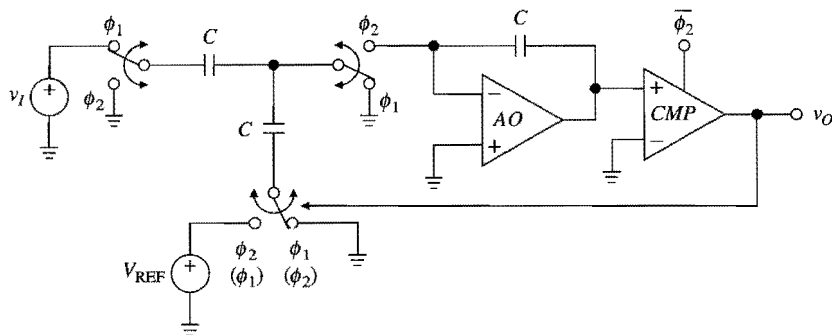 ϕ₁
C
ϕ₂
C
ϕ̅₂
v_I
ϕ₂
ϕ₁
−
+
AO
+
−
CMP
v_O
C
+
V_REF
+
ϕ₂
(ϕ₁)
ϕ₁
(ϕ₂)